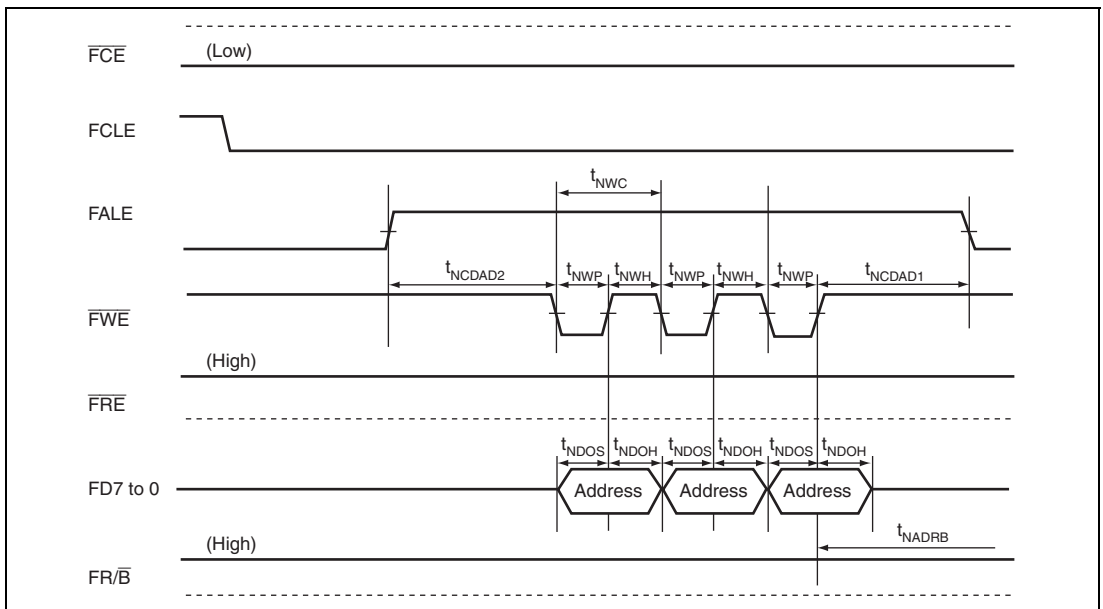 FCE (Low)
FCLE
tNWC
FALE
tNCDAD2 tNWP tNWH tNWP tNWH tNWP tNCDAD1
FWE
(High)
FRE
tNDOS tNDOH tNDOS tNDOH tNDOS tNDOH
FD7 to 0 Address Address Address
(High) tNADRB
FR/B